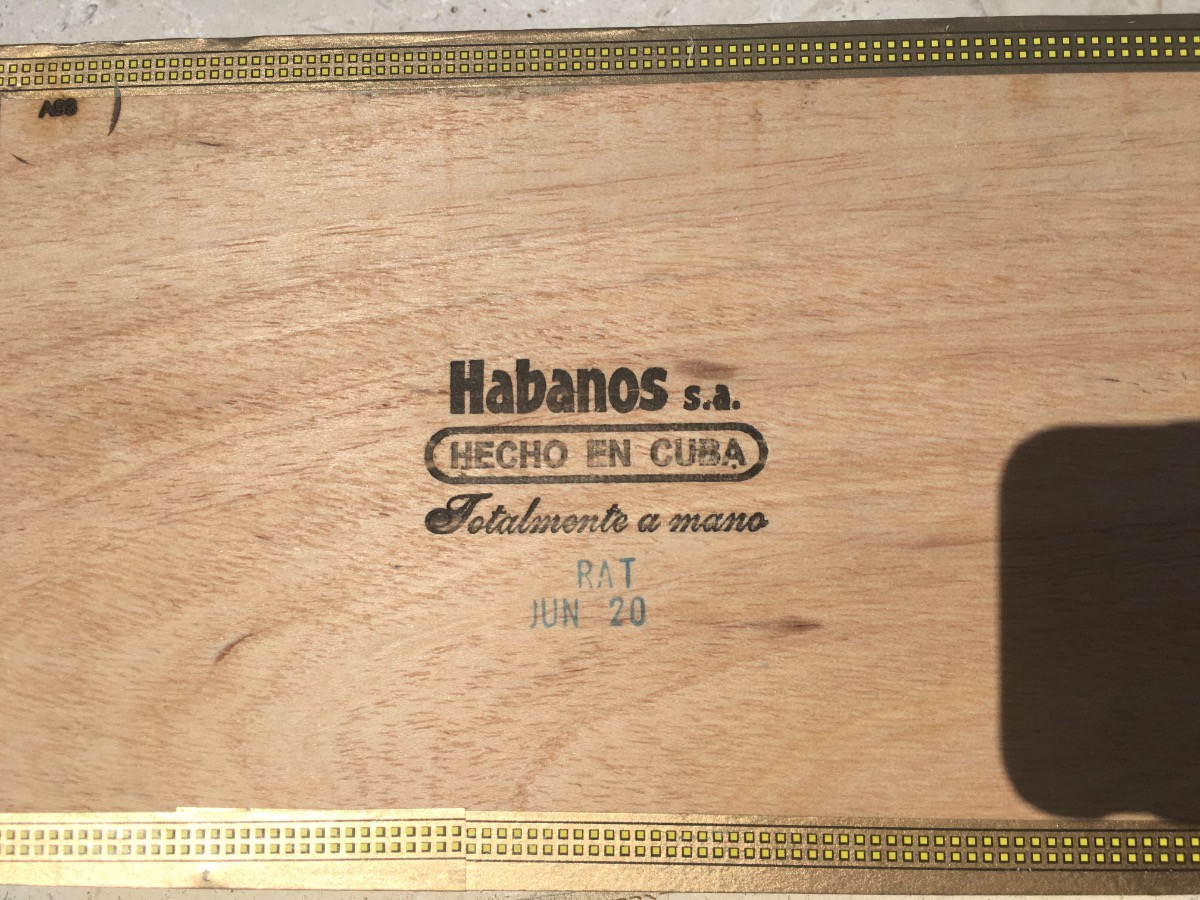 A98
Habanos s.a.
HECHO EN CUBA
Totalmente a mano
RAT
JUN 20